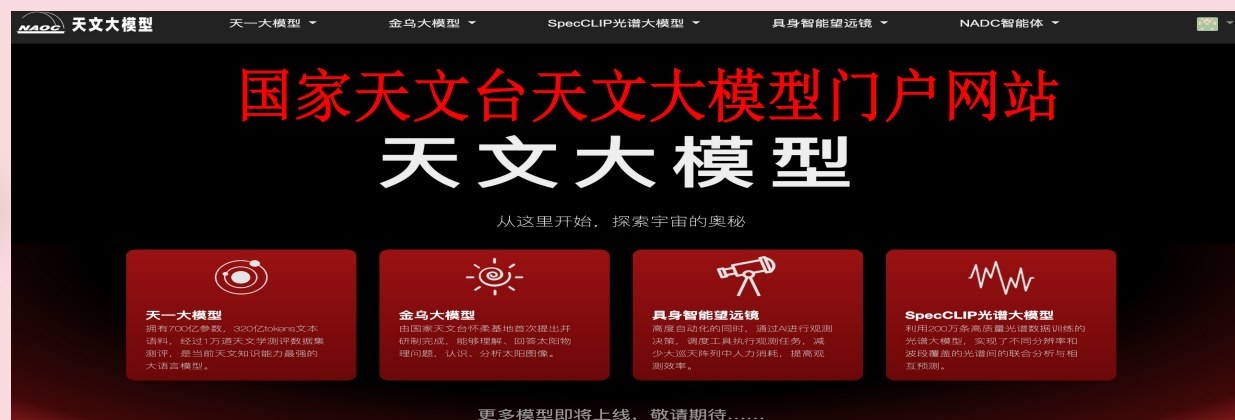 NAOC 天文大模型 天一大模型 金乌大模型 SpecCLIP光谱大模型 具身智能望远镜 NADC智能体
国家天文台天文大模型门户网站
天文大模型
从这里开始，探索宇宙的奥秘
天一大模型
拥有700亿参数，320亿tokens文本
语料，经过1万道天文学测评数据集
测评，是当前天文知识能力最强的
大语言模型。
金乌大模型
由国家天文台怀柔基地首次提出并
研制完成，能够理解、回答太阳物
理问题，认识、分析太阳图像。
具身智能望远镜
高度自动化的同时，通过AI进行观测
决策，调度工具执行观测任务，减
少大巡天阵列中人力消耗，提高观
测效率。
SpecCLIP光谱大模型
利用200万条高质量光谱数据训练的
光谱大模型，实现了不同分辨率和
波段覆盖的光谱间的联合分析与相
互预测。
更多模型即将上线，敬请期待......